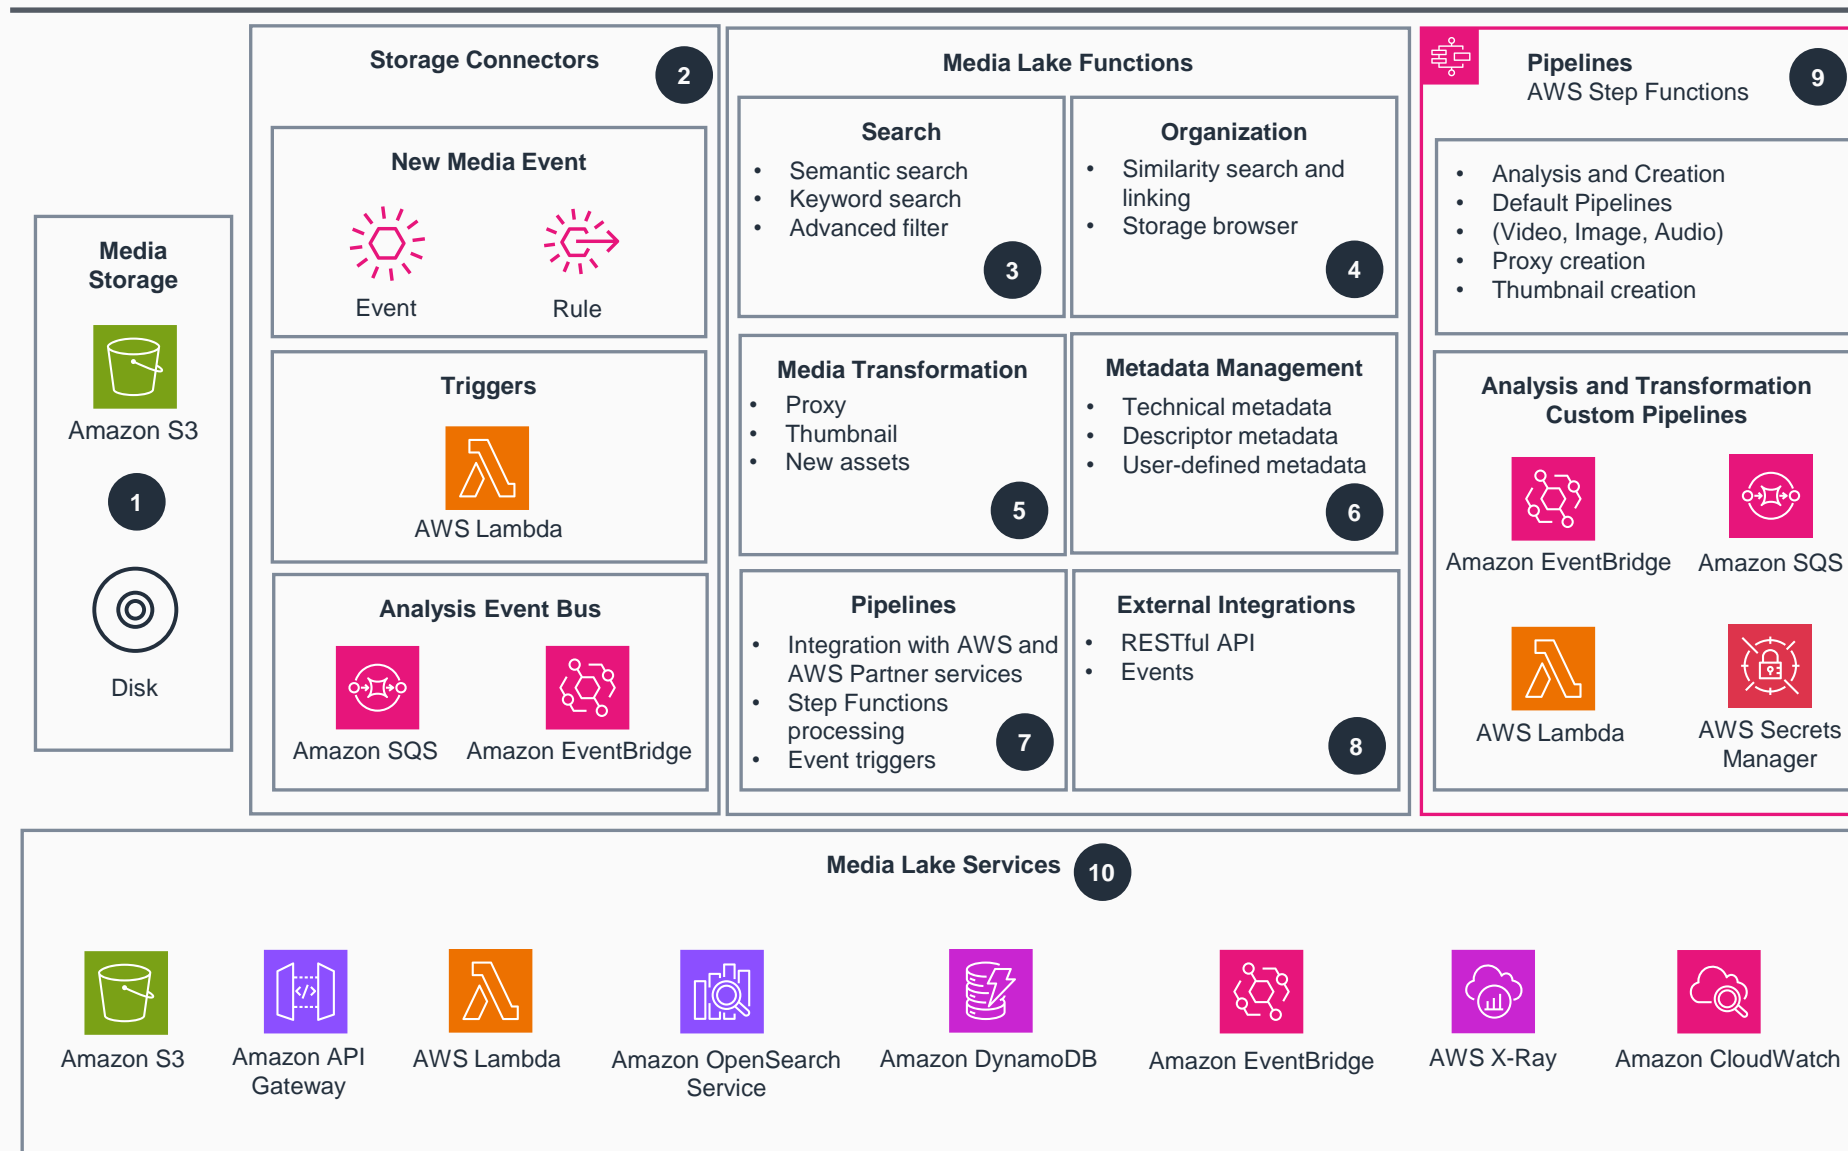 Media
Storage
Amazon S3
1
Disk
Storage Connectors
2
New Media Event
Event
Rule
Triggers
AWS Lambda
Analysis Event Bus
Amazon SQS
Amazon EventBridge
Media Lake Functions
Search
• Semantic search
• Keyword search
• Advanced filter
3
Organization
• Similarity search and
linking
• Storage browser
4
Media Transformation
• Proxy
• Thumbnail
• New assets
5
Metadata Management
• Technical metadata
• Descriptor metadata
• User-defined metadata
6
Pipelines
• Integration with AWS and
AWS Partner services
• Step Functions
processing
• Event triggers
7
External Integrations
• RESTful API
• Events
8
Pipelines
AWS Step Functions
9
• Analysis and Creation
• Default Pipelines
• (Video, Image, Audio)
• Proxy creation
• Thumbnail creation
Analysis and Transformation
Custom Pipelines
Amazon EventBridge
Amazon SQS
AWS Lambda
AWS Secrets
Manager
Media Lake Services
10
Amazon S3
Amazon API
Gateway
AWS Lambda
Amazon OpenSearch
Service
Amazon DynamoDB
Amazon EventBridge
AWS X-Ray
Amazon CloudWatch